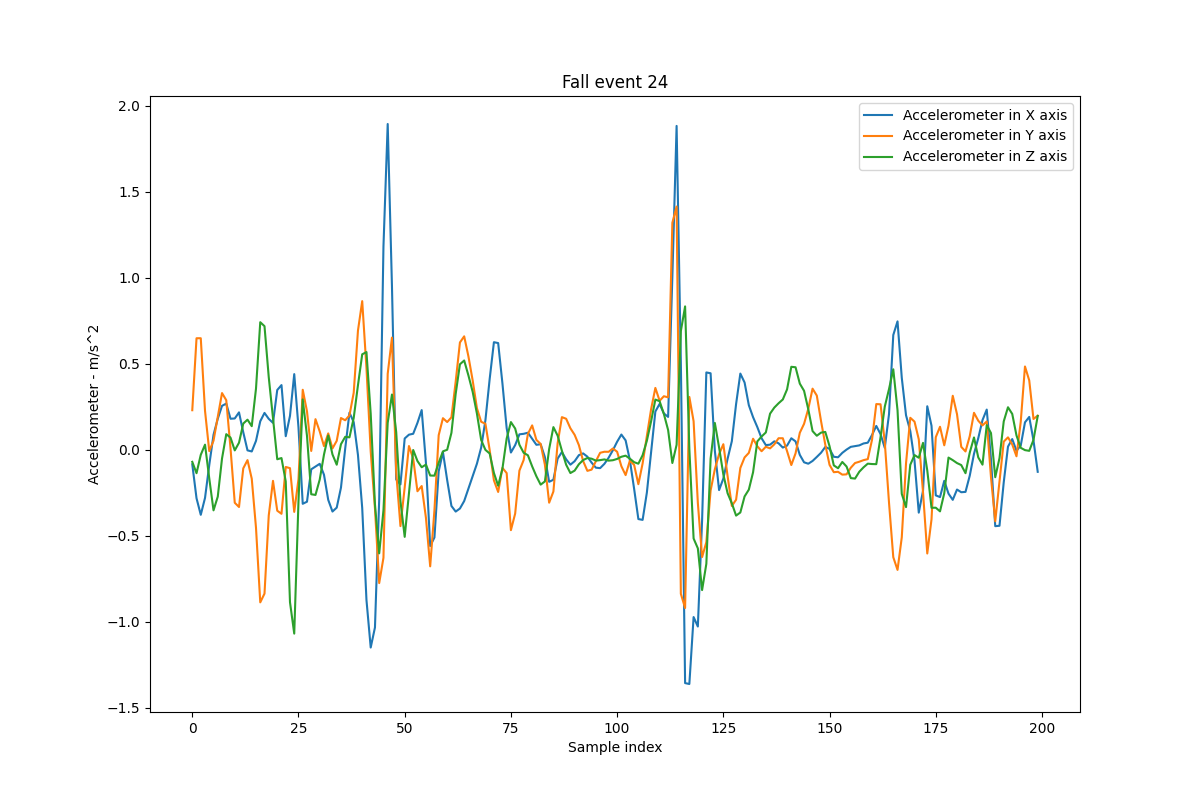 Fall event 24
Accelerometer in X axis
Accelerometer in Y axis
Accelerometer in Z axis
2.0
1.5
1.0
0.5
0.0
−0.5
−1.0
−1.5
Accelerometer - m/s^2
0 25 50 75 100 125 150 175 200
Sample index